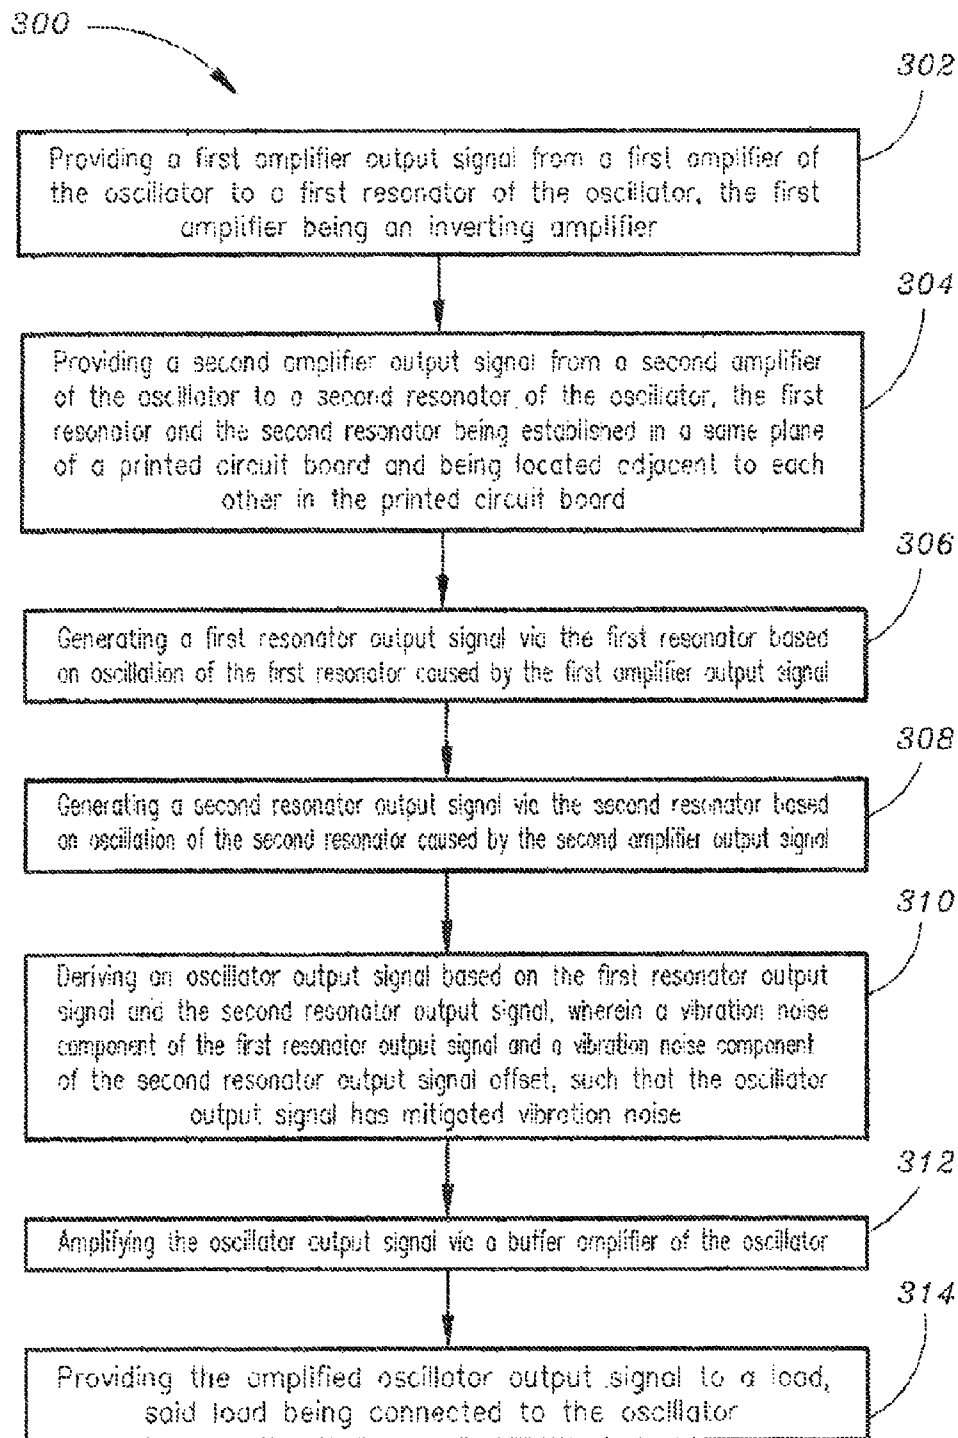 300
302
Providing a first amplifier output signal from a first amplifier of
the oscillator to a first resonator of the oscillator, the first
amplifier being an inverting amplifier
304
Providing a second amplifier output signal from a second amplifier
of the oscillator to a second resonator of the oscillator, the first
resonator and the second resonator being established in a same plane
of a printed circuit board and being located adjacent to each
other in the printed circuit board
306
Generating a first resonator output signal via the first resonator based
on oscillation of the first resonator caused by the first amplifier output signal
308
Generating a second resonator output signal via the second resonator based
on oscillation of the second resonator caused by the second amplifier output signal
310
Deriving an oscillator output signal based on the first resonator output
signal and the second resonator output signal, wherein a vibration noise
component of the first resonator output signal and a vibration noise component
of the second resonator output signal offset, such that the oscillator
output signal has mitigated vibration noise
312
Amplifying the oscillator output signal via a buffer amplifier of the oscillator
314
Providing the amplified oscillator output signal to a load,
said load being connected to the oscillator